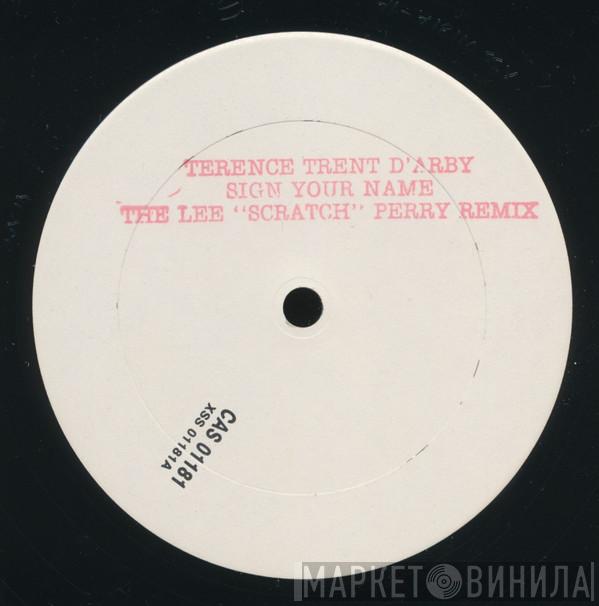 TERENCE TRENT D'ARBY
SIGN YOUR NAME
THE LEE "SCRATCH" PERRY REMIX
CAS 01181
XSS 01181A
МАРКЕТ ВИНИЛА